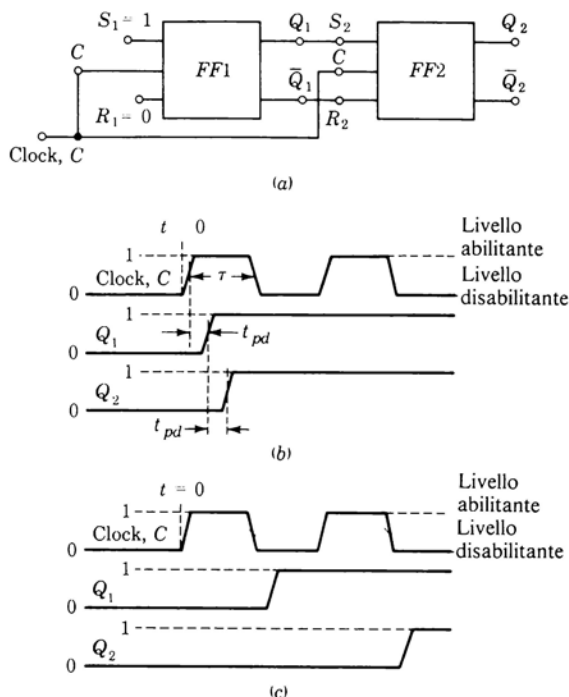 S₁ = 1
Q₁ S₂ Q₂
C FF1 C FF2
Q̄₁ R₂ Q̄₂
R₁ = 0
Clock, C
(a)
t 0
1 Livello abilitante
Clock, C τ Livello disabilitante
0
1
Q₁ t_pd
0
1
Q₂
0
t_pd
(b)
t = 0
1 Livello abilitante
Clock, C Livello disabilitante
0
1
Q₁
0
1
Q₂
0
(c)